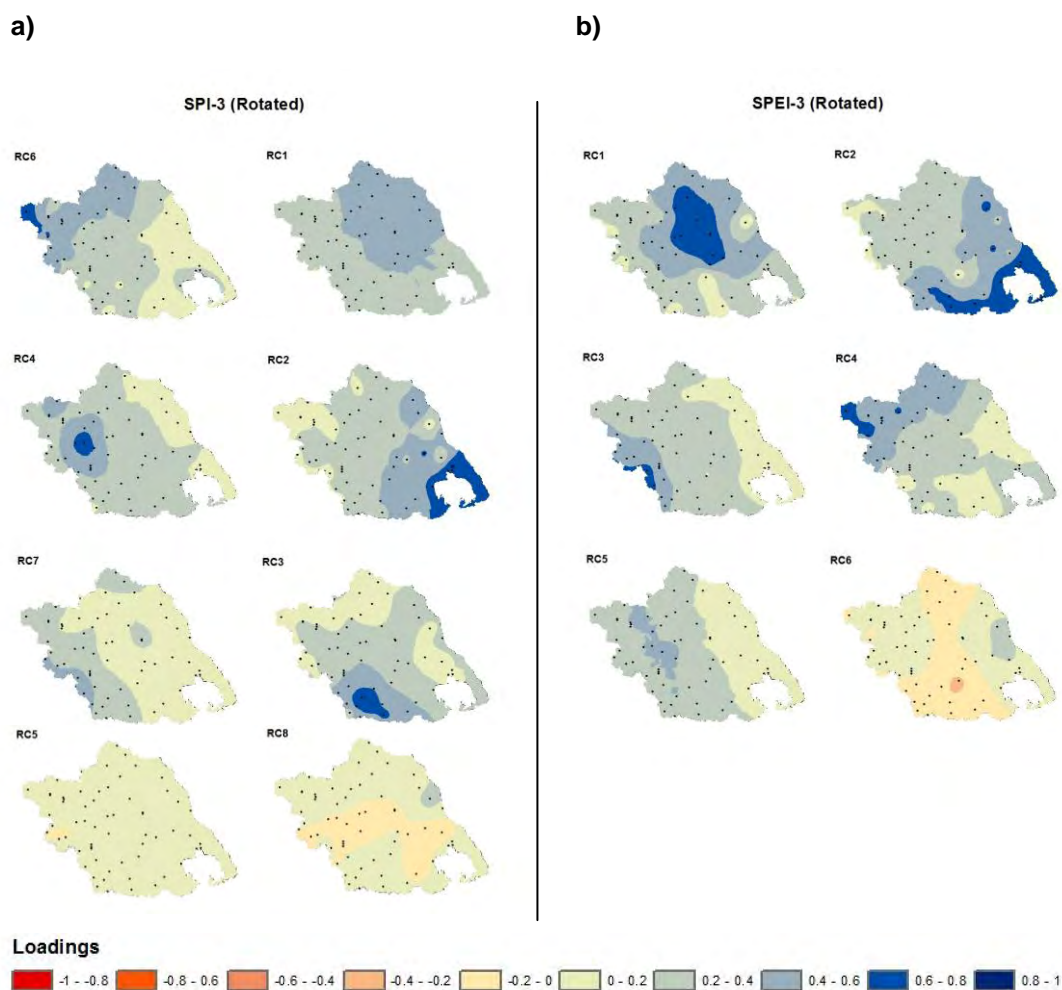 a)
b)
SPI-3 (Rotated)
SPEI-3 (Rotated)
RC6
RC1
RC4
RC2
RC7
RC3
RC5
RC8
RC1
RC2
RC3
RC4
RC5
RC6
Loadings
-1 - -0.8 -0.8 - 0.6 -0.6 - -0.4 -0.4 - -0.2 -0.2 - 0 0 - 0.2 0.2 - 0.4 0.4 - 0.6 0.6 - 0.8 0.8 - 1